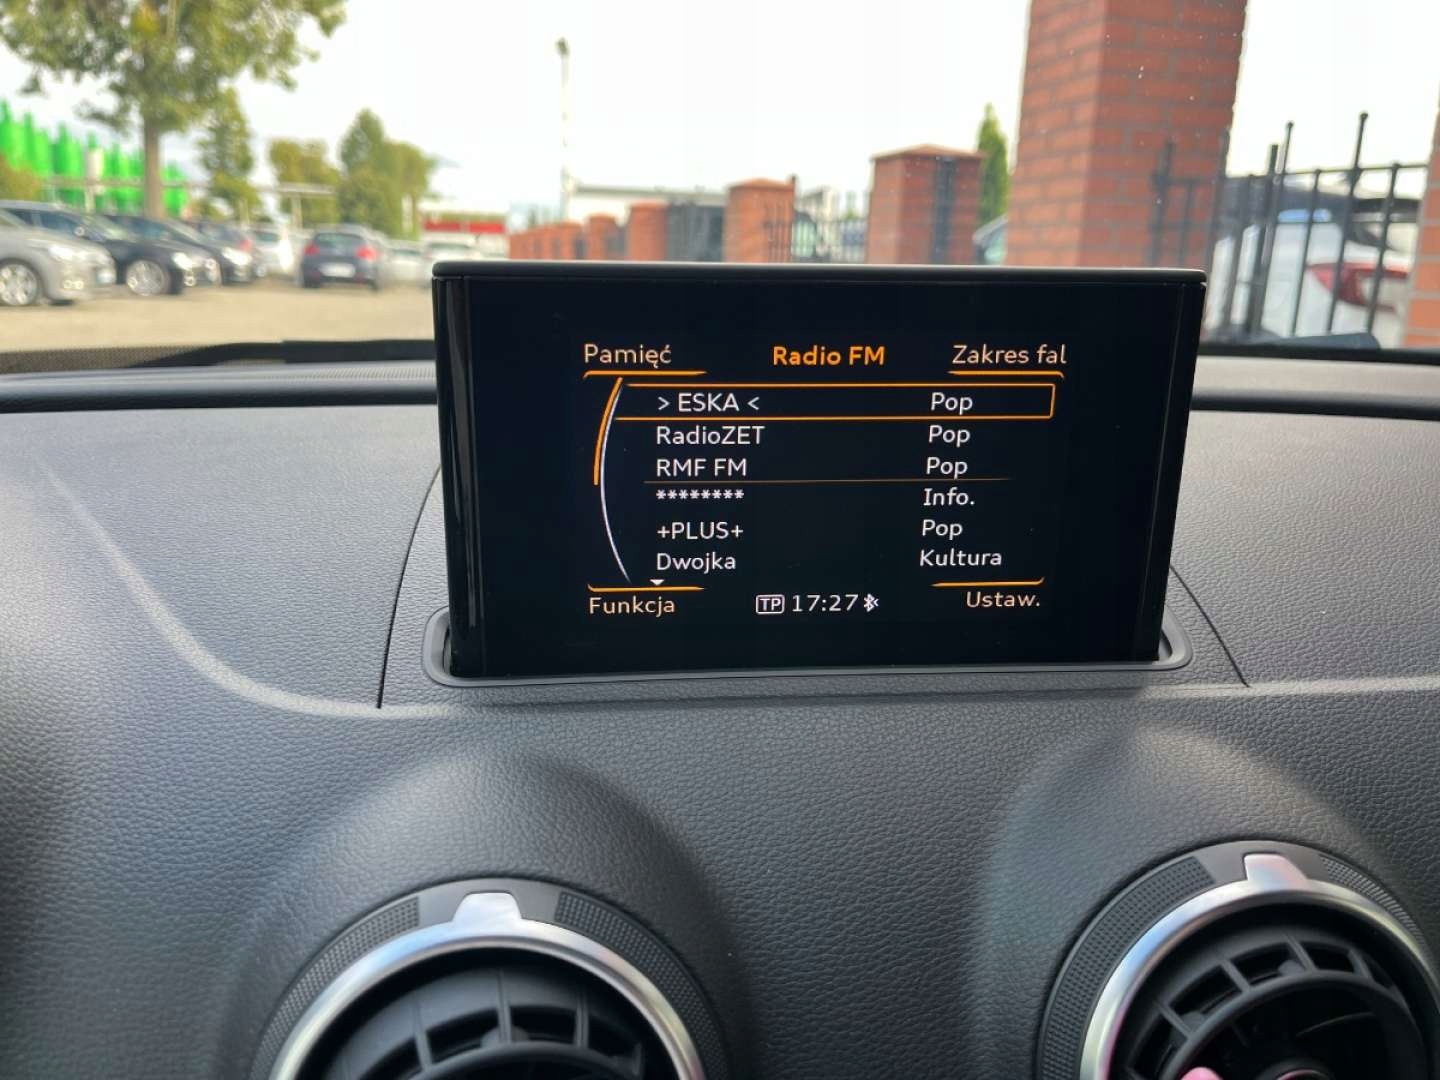 Pamięć Radio FM Zakres fal
> ESKA < Pop
RadioZET Pop
RMF FM Pop
******** Info.
+PLUS+ Pop
Dwojka Kultura
Funkcja TP 17:27 Ustaw.